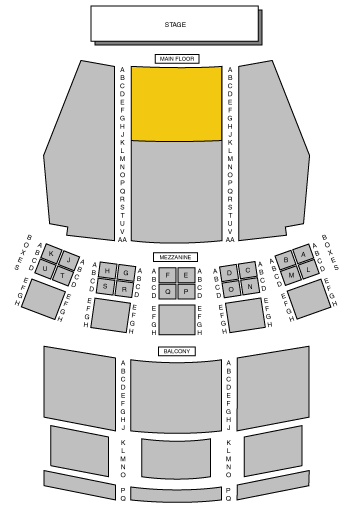 STAGE
MAIN FLOOR
A A
B B
C C
D D
E E
F F
G G
H H
J J
K K
L L
M M
N N
O O
P P
Q Q
R R
S S
T T
U U
V V
AA AA
MEZZANINE
BOXES
A B C D
K J
U T
E F G H
E F G H
A B C D
H G
S R
E F G H
E F G H
A B C D
F E
Q P
A B C D
E F G H
E F G H
D C
O N
A B C D
E F G H
E F G H
B A
M L
A B C D
BOXES
E F G H
E F G H
BALCONY
A A
B B
C C
D D
E E
F F
G G
H H
J J
K K
L L
M M
N N
O O
P P
Q Q